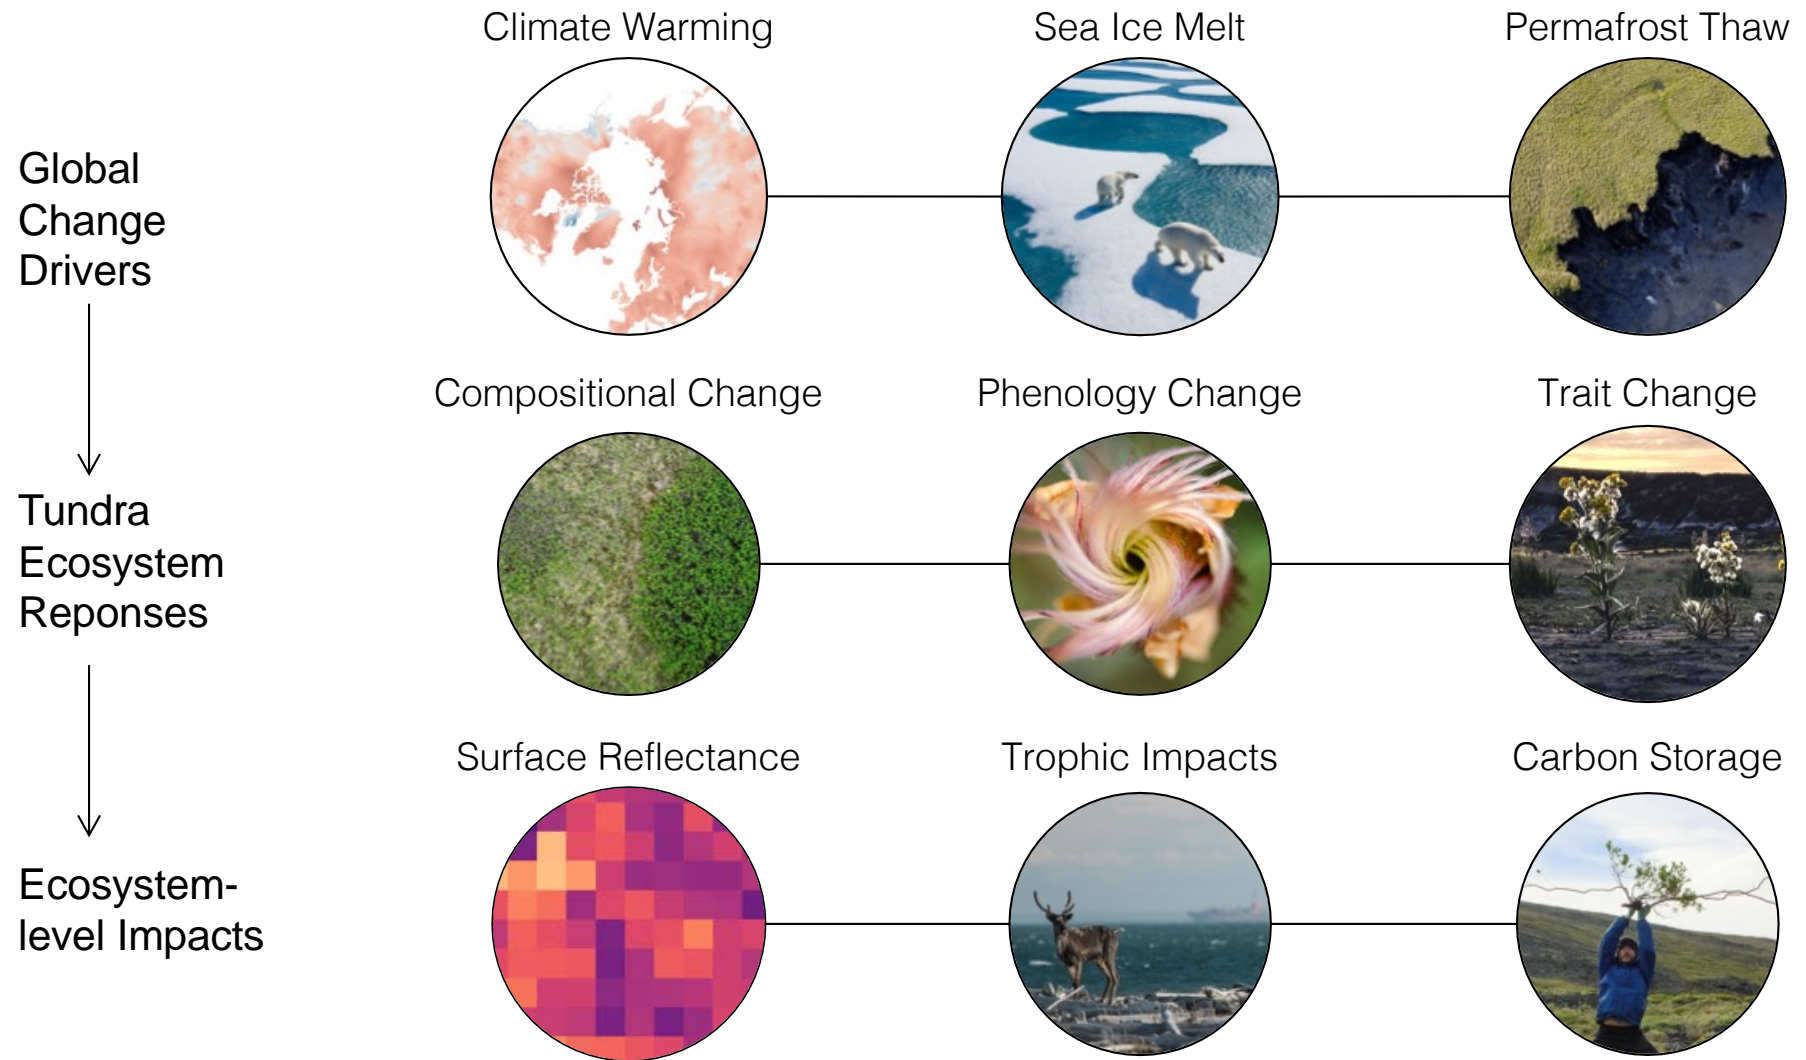 Climate Warming
Sea Ice Melt
Permafrost Thaw
Global
Change
Drivers
Compositional Change
Phenology Change
Trait Change
Tundra
Ecosystem
Reponses
Surface Reflectance
Trophic Impacts
Carbon Storage
Ecosystem-
level Impacts